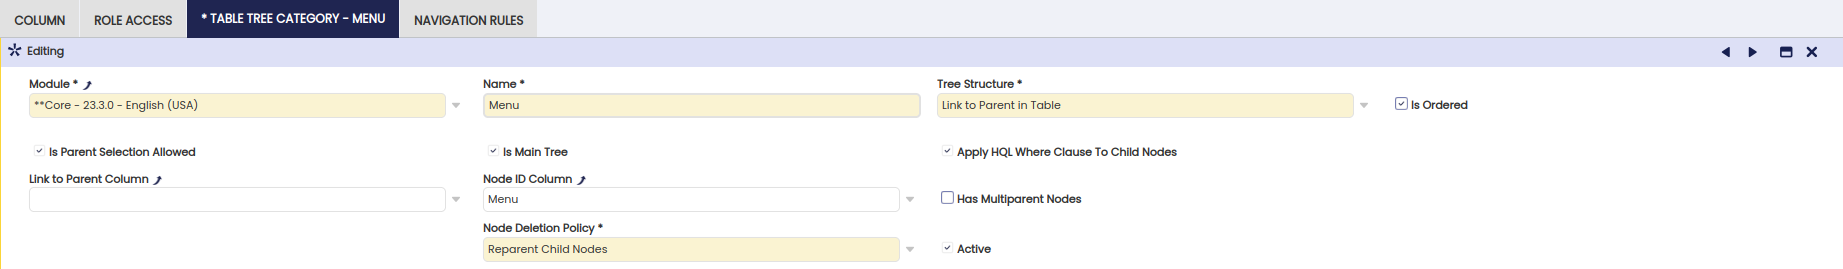 COLUMN ROLE ACCESS * TABLE TREE CATEGORY - MENU NAVIGATION RULES
Editing
Module * Name * Tree Structure *
**Core - 23.3.0 - English (USA) Menu Link to Parent in Table Is Ordered
Is Parent Selection Allowed Is Main Tree Apply HQL Where Clause To Child Nodes
Link to Parent Column Node ID Column
Menu Has Multiparent Nodes
Node Deletion Policy *
Reparent Child Nodes Active